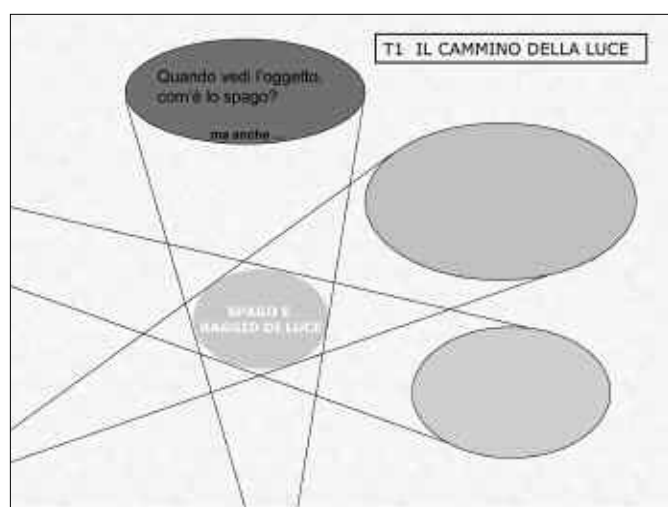 T1 IL CAMMINO DELLA LUCE
Quando vedi l'oggetto,
com'è lo spago?
ma anche ...
SPAGO E
RAGGIO DI LUCE